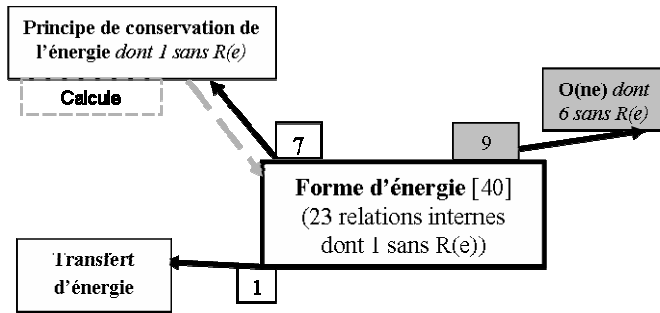 Principe de conservation de
l'énergie dont 1 sans R(e)
Calcule
O(ne) dont
6 sans R(e)
7
9
Forme d'énergie [40]
(23 relations internes
dont 1 sans R(e))
Transfert
d'énergie
1